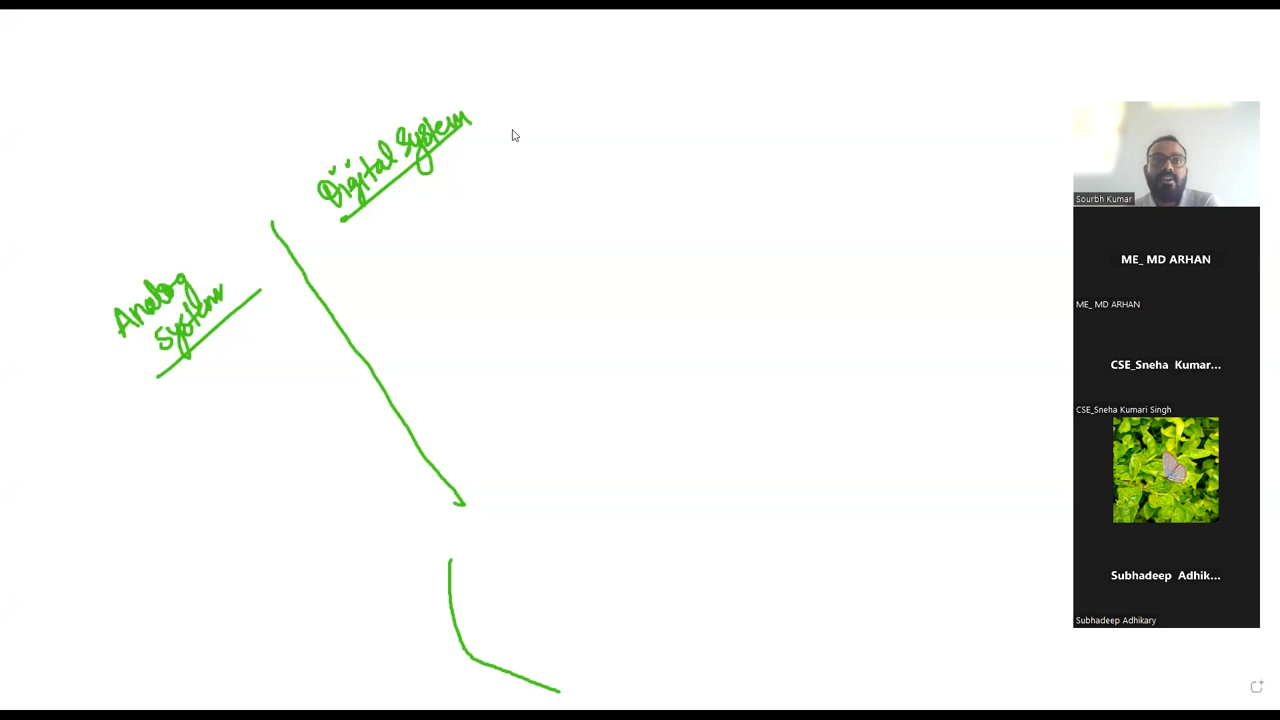 Digital System
Analog
System
Sourbh Kumar
ME_ MD ARHAN
ME_ MD ARHAN
CSE_Sneha Kumar...
CSE_Sneha Kumari Singh
Subhadeep Adhik...
Subhadeep Adhikary